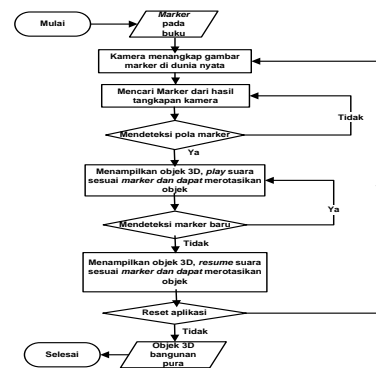 Mulai
Marker
pada
buku
Kamera menangkap gambar
marker di dunia nyata
Mencari Marker dari hasil
tangkapan kamera
Tidak
Mendeteksi pola marker
Ya
Menampilkan objek 3D, play suara
sesuai marker dan dapat merotasikan
objek
Ya
Mendeteksi marker baru
Tidak
Menampilkan objek 3D, resume suara
sesuai marker dan dapat merotasikan
objek
Reset aplikasi
Tidak
Selesai
Objek 3D
bangunan
pura